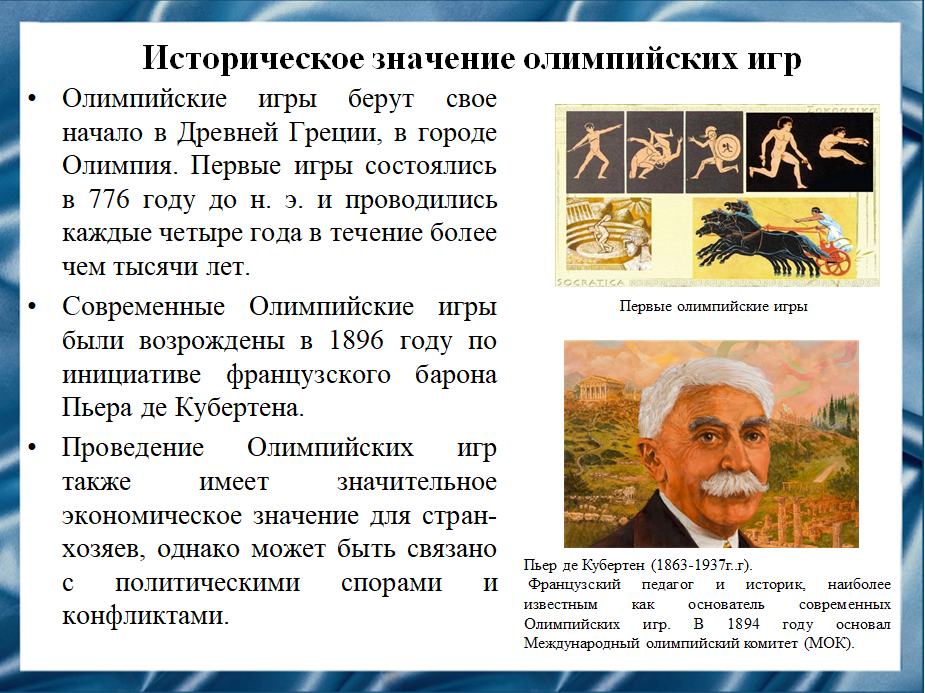 Историческое значение олимпийских игр
• Олимпийские игры берут свое
начало в Древней Греции, в городе
Олимпия. Первые игры состоялись
в 776 году до н. э. и проводились
каждые четыре года в течение более
чем тысячи лет.
• Современные Олимпийские игры
были возрождены в 1896 году по
инициативе французского барона
Пьера де Кубертена.
• Проведение Олимпийских игр
также имеет значительное
экономическое значение для стран-
хозяев, однако может быть связано
с политическими спорами и
конфликтами.
Σοκρατικα
SOCRATICA
Первые олимпийские игры
Пьер де Кубертен (1863-1937г..г).
Французский педагог и историк, наиболее
известным как основатель современных
Олимпийских игр. В 1894 году основал
Международный олимпийский комитет (МОК).